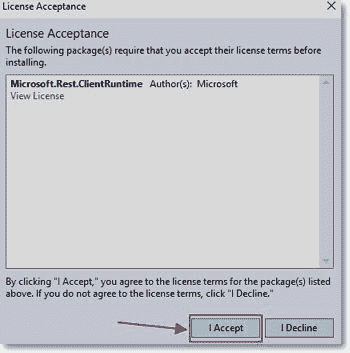 License Acceptance
License Acceptance
The following package(s) require that you accept their license terms before
installing.
Microsoft.Rest.ClientRuntime Author(s): Microsoft
View License
By clicking "I Accept," you agree to the license terms for the package(s) listed
above. If you do not agree to the license terms, click "I Decline."
I Accept I Decline